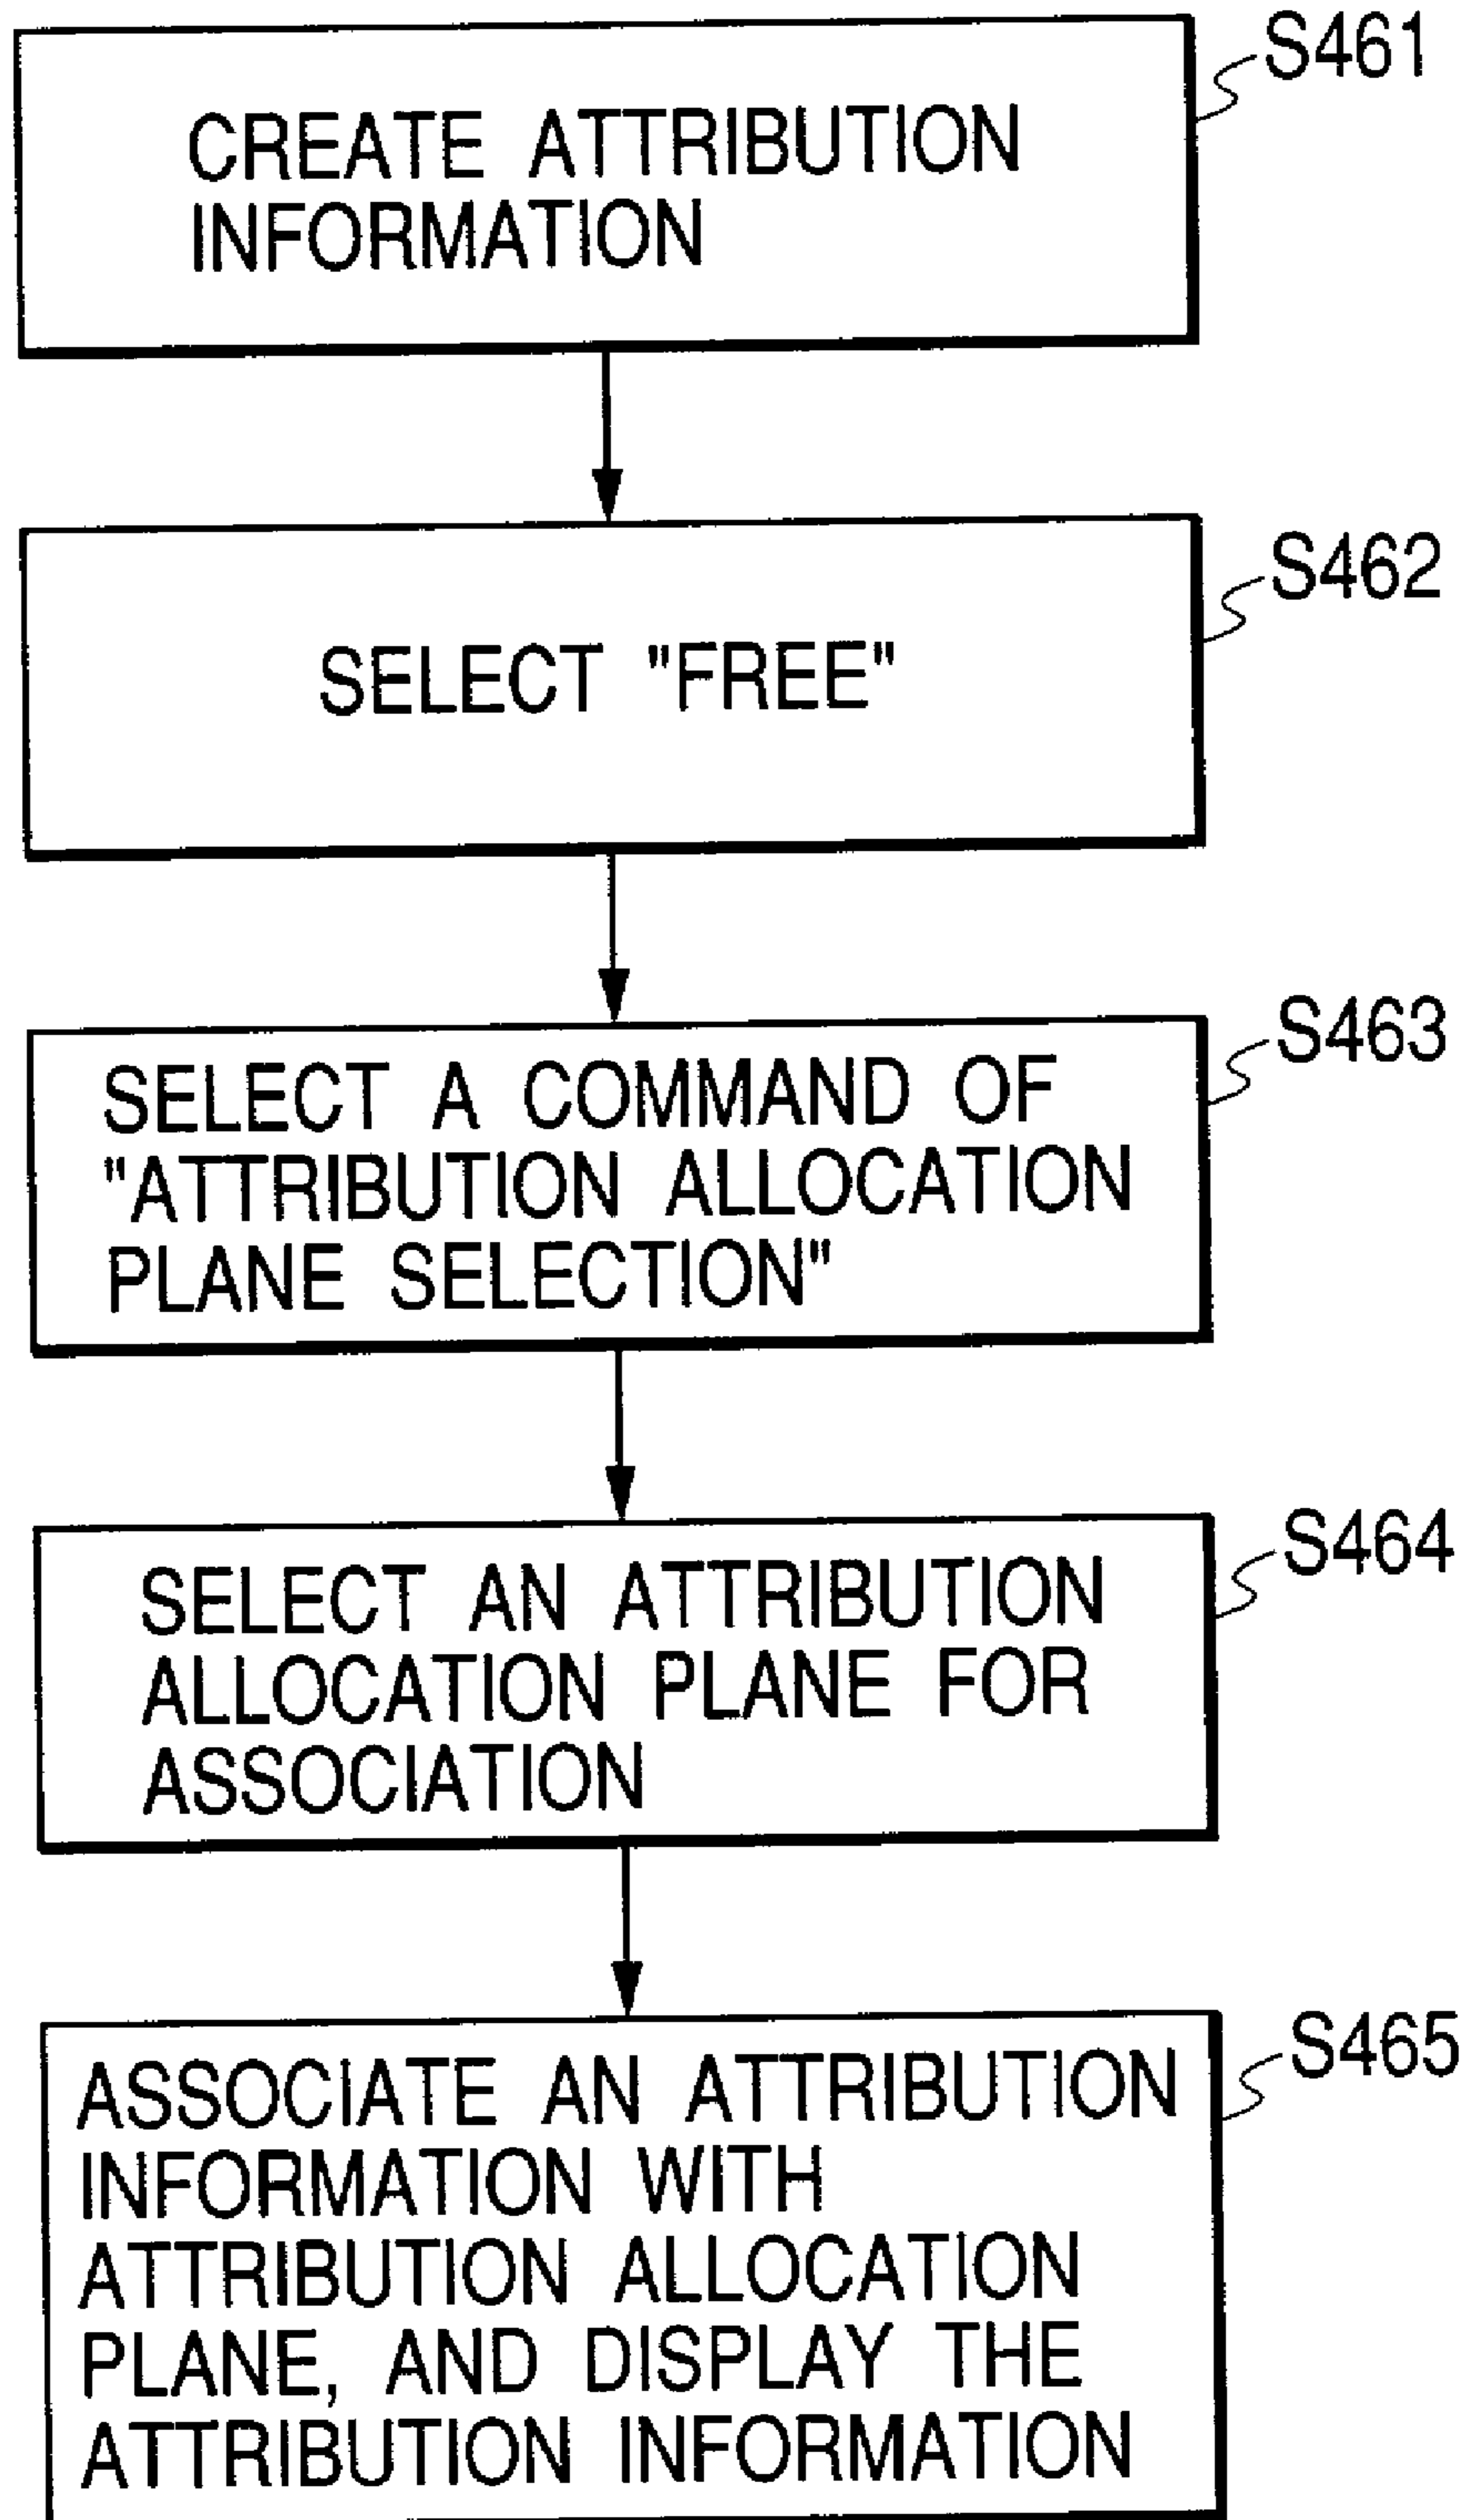 S461
CREATE ATTRIBUTION
INFORMATION
S462
SELECT "FREE"
S463
SELECT A COMMAND OF
"ATTRIBUTION ALLOCATION
PLANE SELECTION"
S464
SELECT AN ATTRIBUTION
ALLOCATION PLANE FOR
ASSOCIATION
S465
ASSOCIATE AN ATTRIBUTION
INFORMATION WITH
ATTRIBUTION ALLOCATION
PLANE, AND DISPLAY THE
ATTRIBUTION INFORMATION